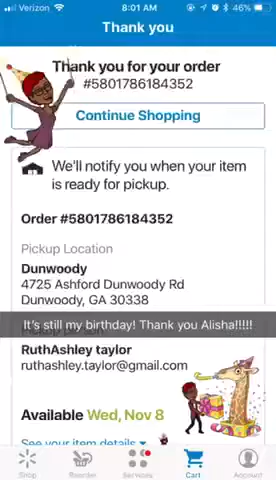 Verizon 8:01 AM 46%
Thank you
Thank you for your order
#5801786184352
Continue Shopping
We'll notify you when your item
is ready for pickup.
Order #5801786184352
Pickup Location
Dunwoody
4725 Ashford Dunwoody Rd
Dunwoody, GA 30338
It's still my birthday! Thank you Alisha!!!!!
Pickup person
RuthAshley taylor
ruthashley.taylor@gmail.com
Available Wed, Nov 8
See your item details
Shop Reorder Services Cart Account